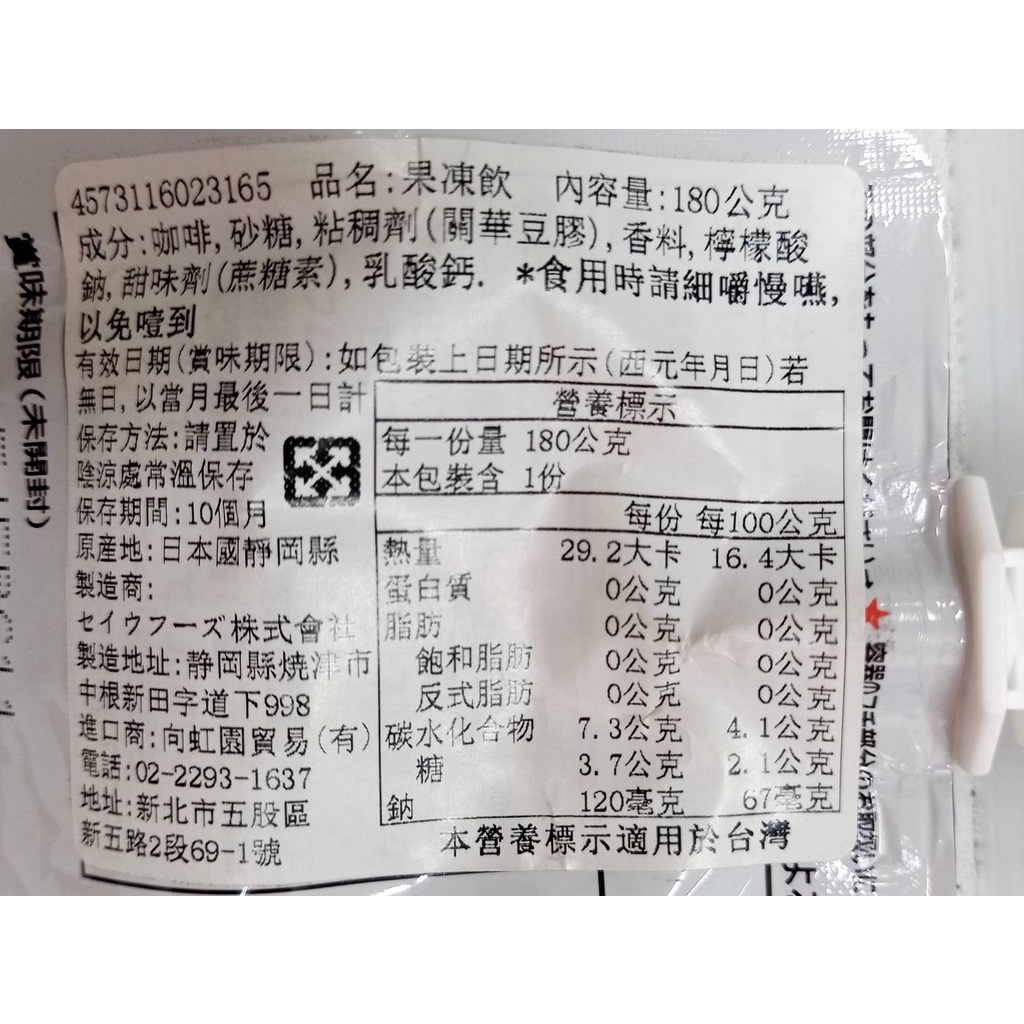 4573116023165 品名:果凍飲 內容量:180公克
成分:咖啡,砂糖,粘稠劑(關華豆膠),香料,檸檬酸
鈉,甜味劑(蔗糖素),乳酸鈣. *食用時請細嚼慢嚥,
以免噎到
有效日期(賞味期限):如包裝上日期所示(西元年月日)若
無日,以當月最後一日計
保存方法:請置於
陰涼處常溫保存
保存期間:10個月
原産地:日本國靜岡縣
製造商:
セイウフーズ株式會社
製造地址:靜岡縣焼津市
中根新田字道下998
進口商:向虹園貿易(有)
電話:02-2293-1637
地址:新北市五股區
新五路2段69-1號
營養標示
每一份量 180公克
本包裝含 1份
每份 每100公克
熱量 29.2大卡 16.4大卡
蛋白質 0公克 0公克
脂肪 0公克 0公克
飽和脂肪 0公克 0公克
反式脂肪 0公克 0公克
碳水化合物 7.3公克 4.1公克
糖 3.7公克 2.1公克
鈉 120毫克 67毫克
本營養標示適用於台灣
賞味期限(未開封)